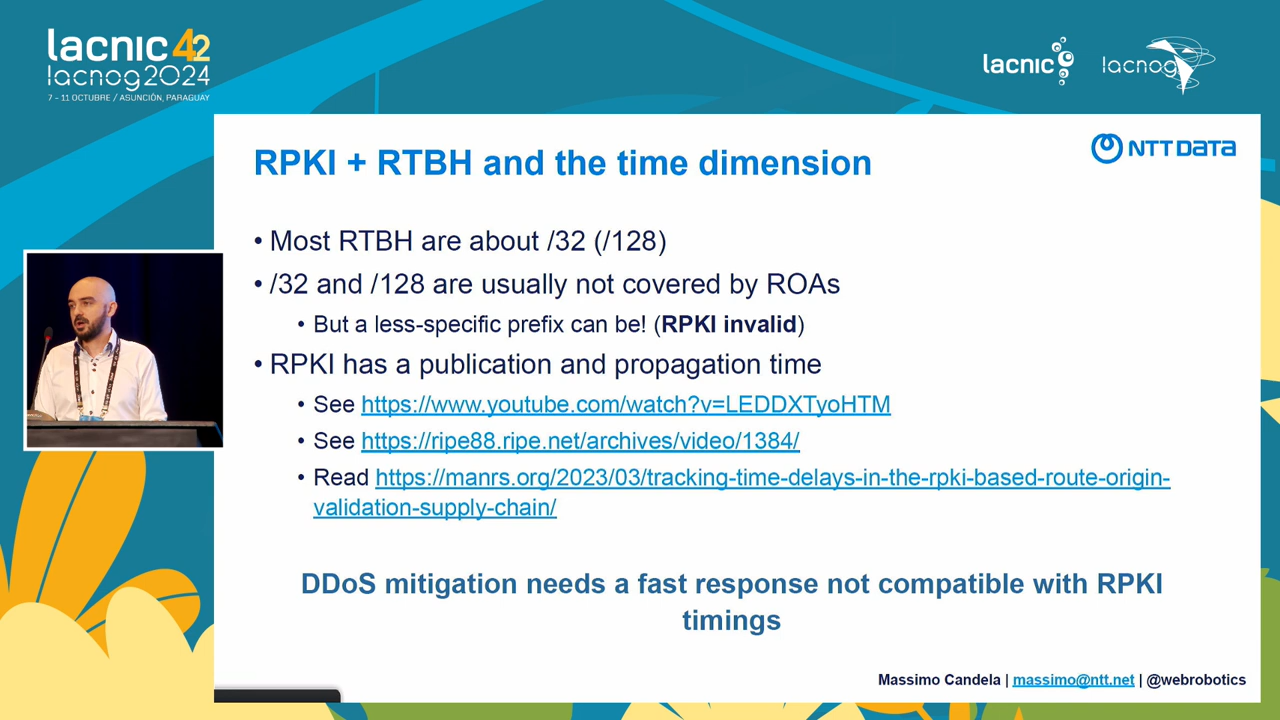 lacnic 42
lacnog 2024
7 - 11 OCTUBRE / ASUNCIÓN, PARAGUAY
lacnic
lacnog
NTT DATA
RPKI + RTBH and the time dimension
• Most RTBH are about /32 (/128)
• /32 and /128 are usually not covered by ROAs
• But a less-specific prefix can be! (RPKI invalid)
• RPKI has a publication and propagation time
• See https://www.youtube.com/watch?v=LEDDXTyoHTM
• See https://ripe88.ripe.net/archives/video/1384/
• Read https://manrs.org/2023/03/tracking-time-delays-in-the-rpki-based-route-origin-
validation-supply-chain/
DDoS mitigation needs a fast response not compatible with RPKI
timings
Massimo Candela | massimo@ntt.net | @webrobotics